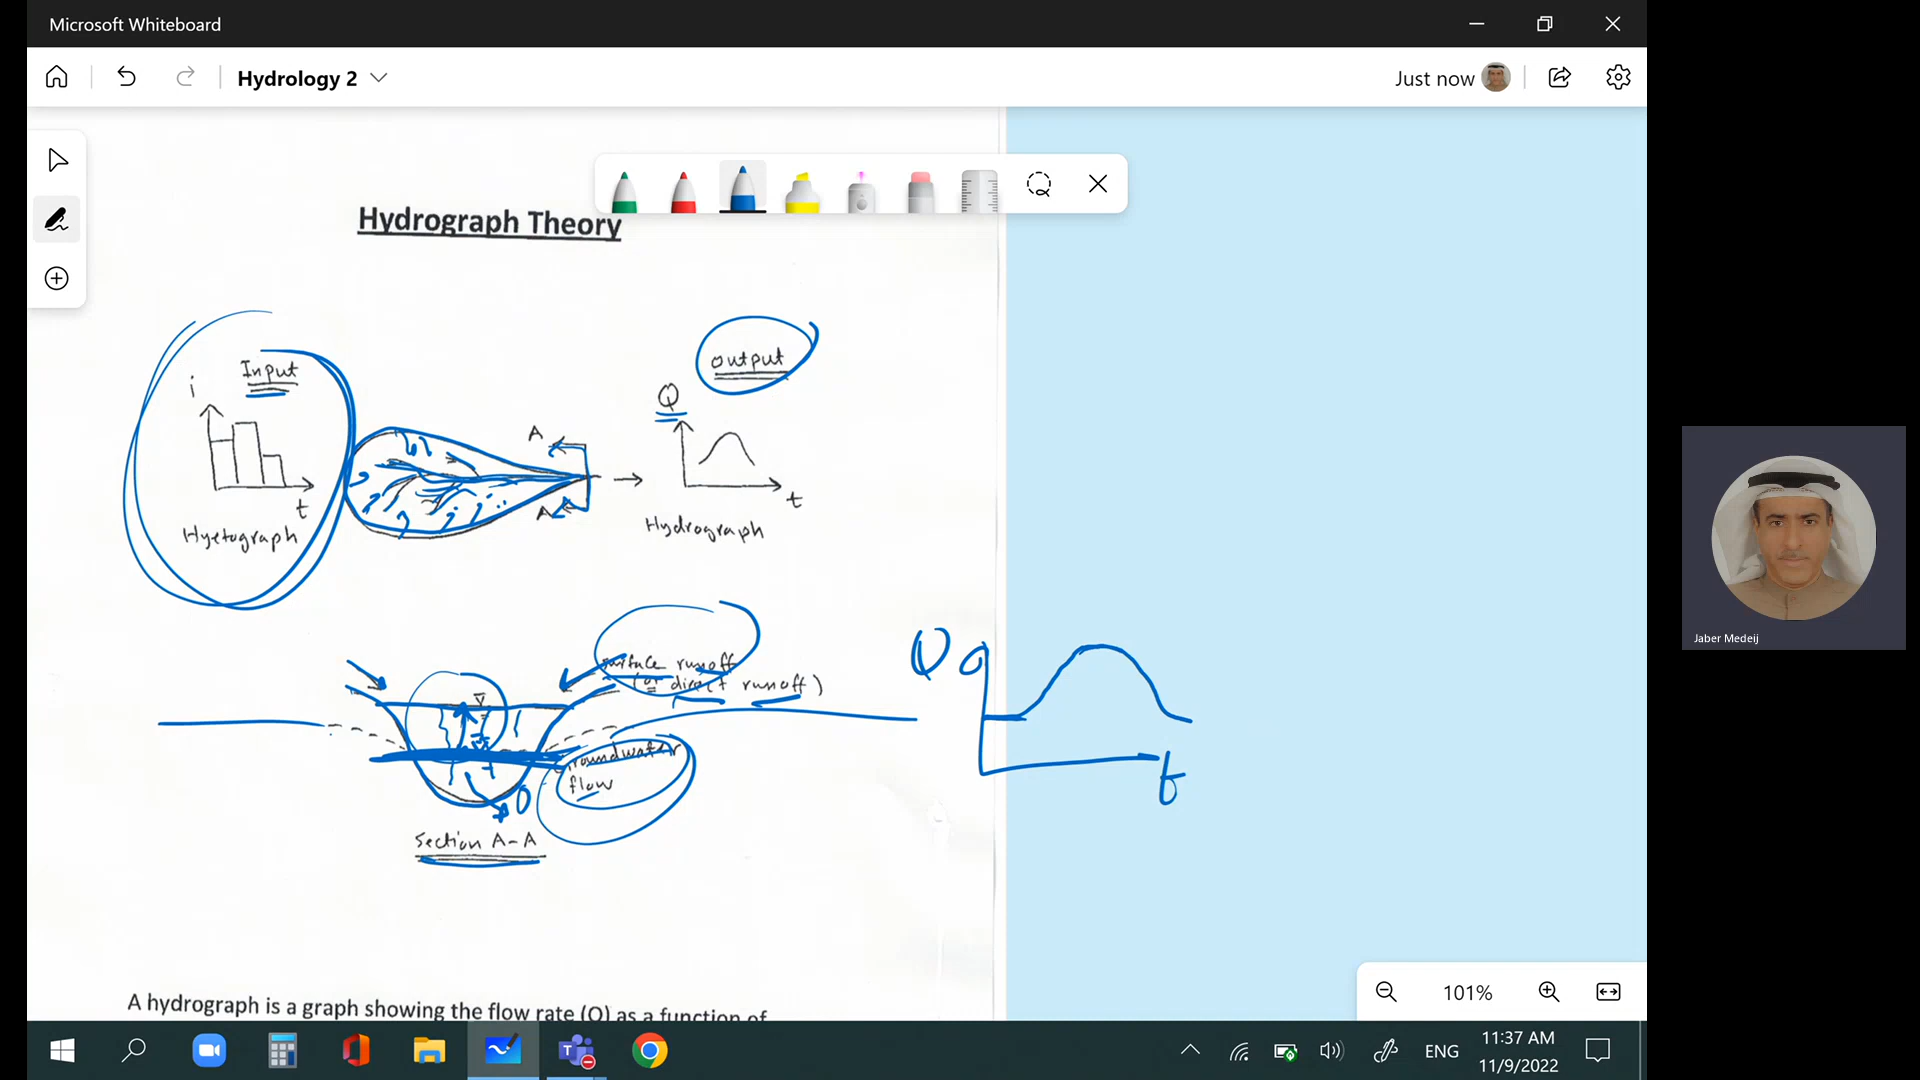 Microsoft Whiteboard
Hydrology 2
Just now
Hydrograph Theory
Input
output
i
Q
A
A
t
t
Hyetograph
Hydrograph
surface runoff
(or direct runoff)
groundwater
flow
Section A-A
Q
t
A hydrograph is a graph showing the flow rate (Q) as a function of
Jaber Medeij
101%
ENG
11:37 AM
11/9/2022